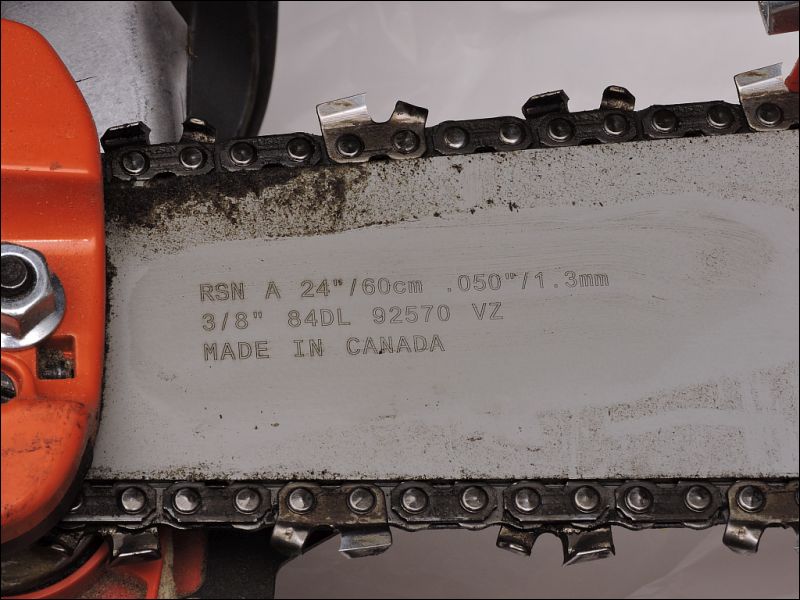 RSN A 24"/60cm .050"/1.3mm
3/8" 84DL 92570 VZ
MADE IN CANADA